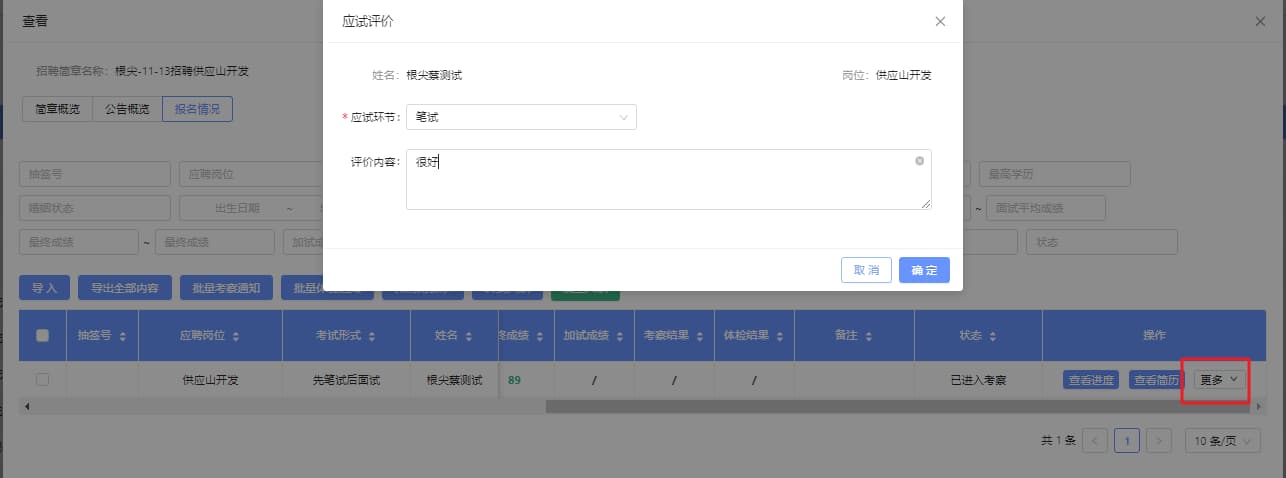 查看
应试评价
招聘简章名称: 根尖-11-13招聘供应山开发
姓名: 根尖蔡测试
岗位: 供应山开发
简章概览 公告概览 报名情况
* 应试环节: 笔试
评价内容: 很好
抽签号 应聘岗位 最高学历
婚姻状态 出生日期 ~ ~ 面试平均成绩
最终成绩 ~ 最终成绩 加试成 状态
取消 确定
导入 导出全部内容 批量考察通知 批量
抽签号 应聘岗位 考试形式 姓名 终成绩 加试成绩 考察结果 体检结果 备注 状态 操作
供应山开发 先笔试后面试 根尖蔡测试 89 / / / 已进入考察 查看进度 查看简历 更多
共 1 条 < 1 > 10 条/页